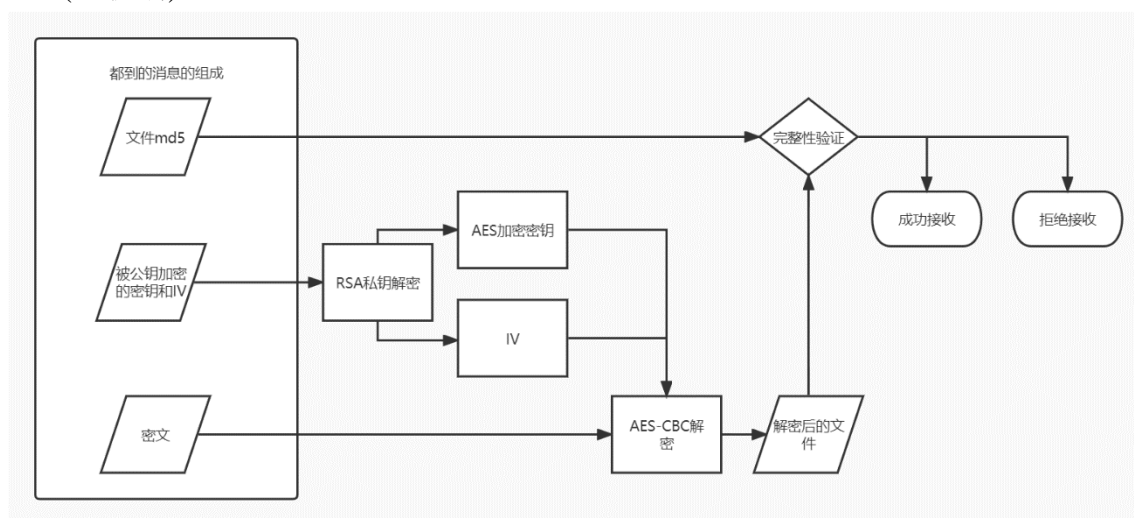 都到的消息的组成
文件md5
完整性验证
成功接收
拒绝接收
AES加密密钥
被公钥加密
的密钥和IV
RSA私钥解密
IV
密文
AES-CBC解
密
解密后的文
件